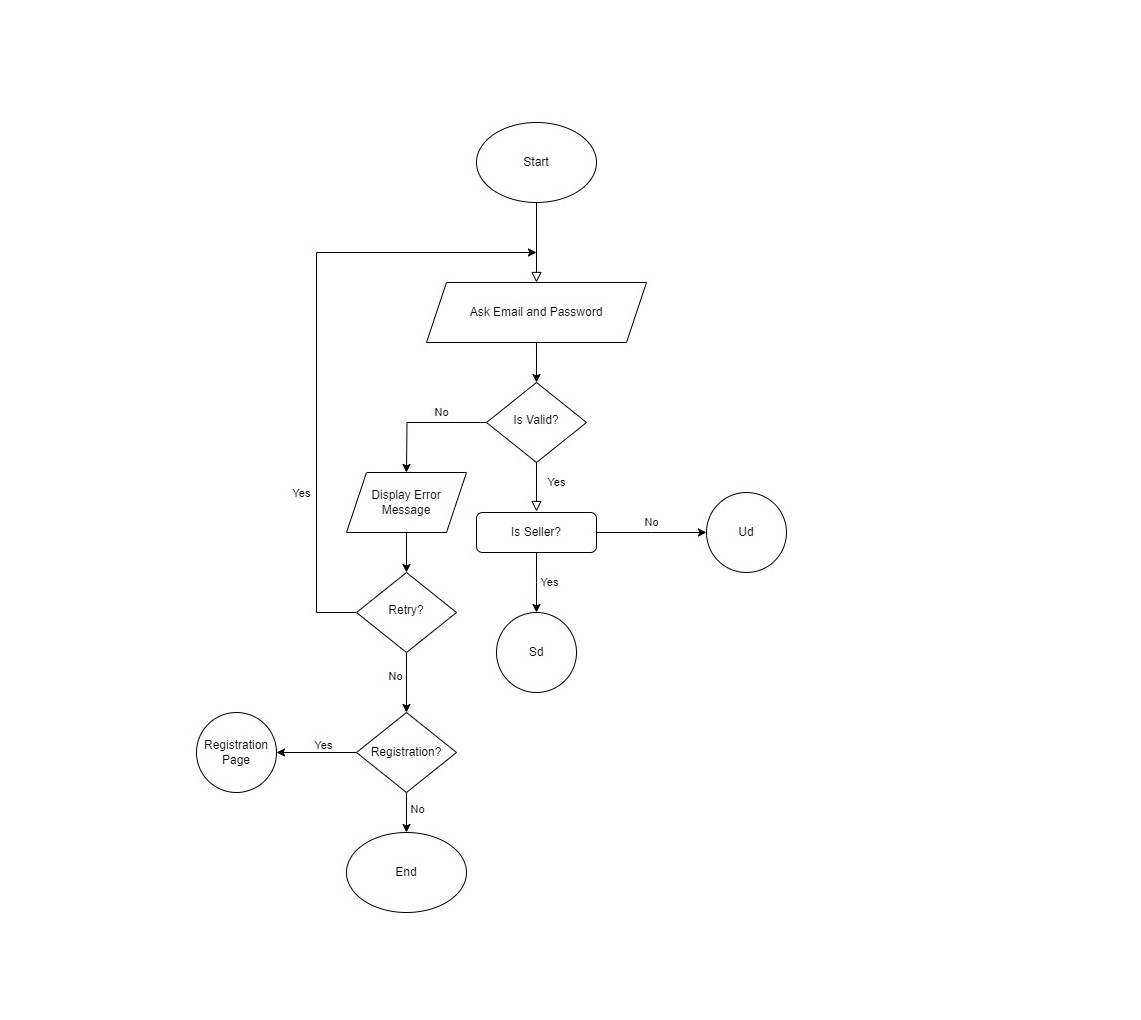 Start
Ask Email and Password
No
Is Valid?
Yes
Display Error
Message
Yes
Is Seller?
No
Ud
Yes
Retry?
Sd
No
Registration
Page
Yes
Registration?
No
End